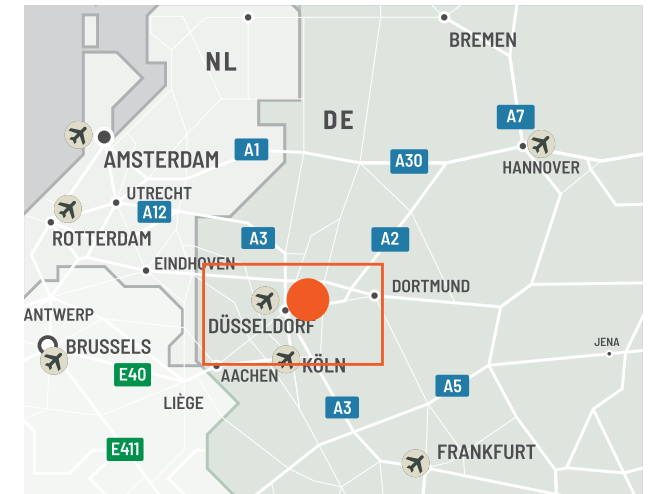 BREMEN
NL
DE
A7
AMSTERDAM
A1
A30
HANNOVER
UTRECHT
A12
ROTTERDAM
A3
A2
EINDHOVEN
DORTMUND
ANTWERP
DÜSSELDORF
BRUSSELS
JENA
KÖLN
E40
AACHEN
A5
LIÈGE
A3
E411
FRANKFURT